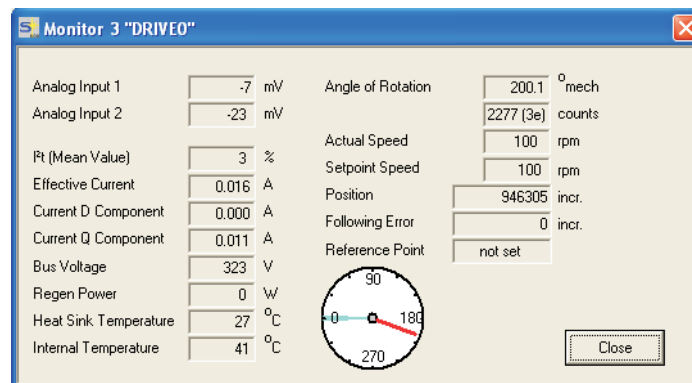 Monitor 3 "DRIVE0"
Analog Input 1 -7 mV
Analog Input 2 -23 mV
I²t (Mean Value) 3 %
Effective Current 0.016 A
Current D Component 0.000 A
Current Q Component 0.011 A
Bus Voltage 323 V
Regen Power 0 W
Heat Sink Temperature 27 °C
Internal Temperature 41 °C
Angle of Rotation 200.1 °mech
2277 (3e) counts
Actual Speed 100 rpm
Setpoint Speed 100 rpm
Position 946305 incr.
Following Error 0 incr.
Reference Point not set
90
0 180
270
Close